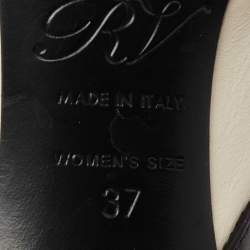 RV
MADE IN ITALY
WOMEN'S SIZE
37